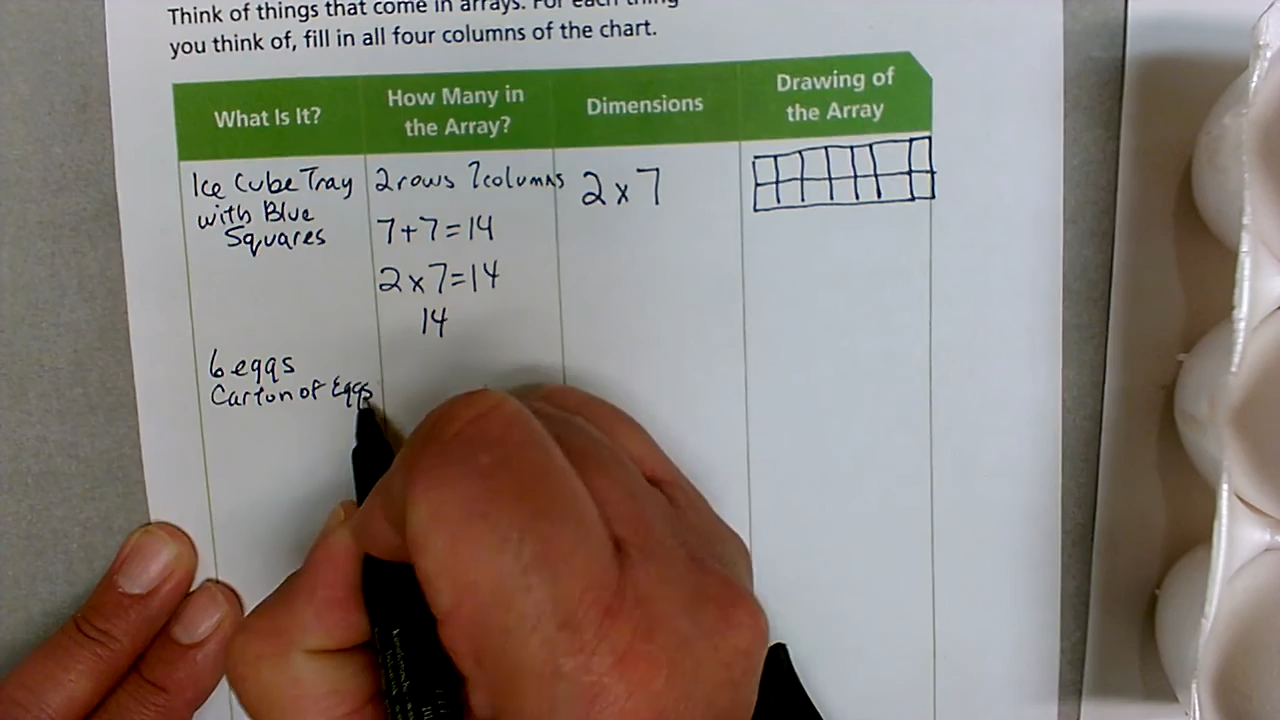 Think of things that come in arrays. For each thing
you think of, fill in all four columns of the chart.
What Is It?
How Many in
the Array?
Dimensions
Drawing of
the Array
Ice Cube Tray
with Blue
Squares
2 rows 7 columns
7+7=14
2x7=14
14
2x7
6 eggs
Carton of Eggs